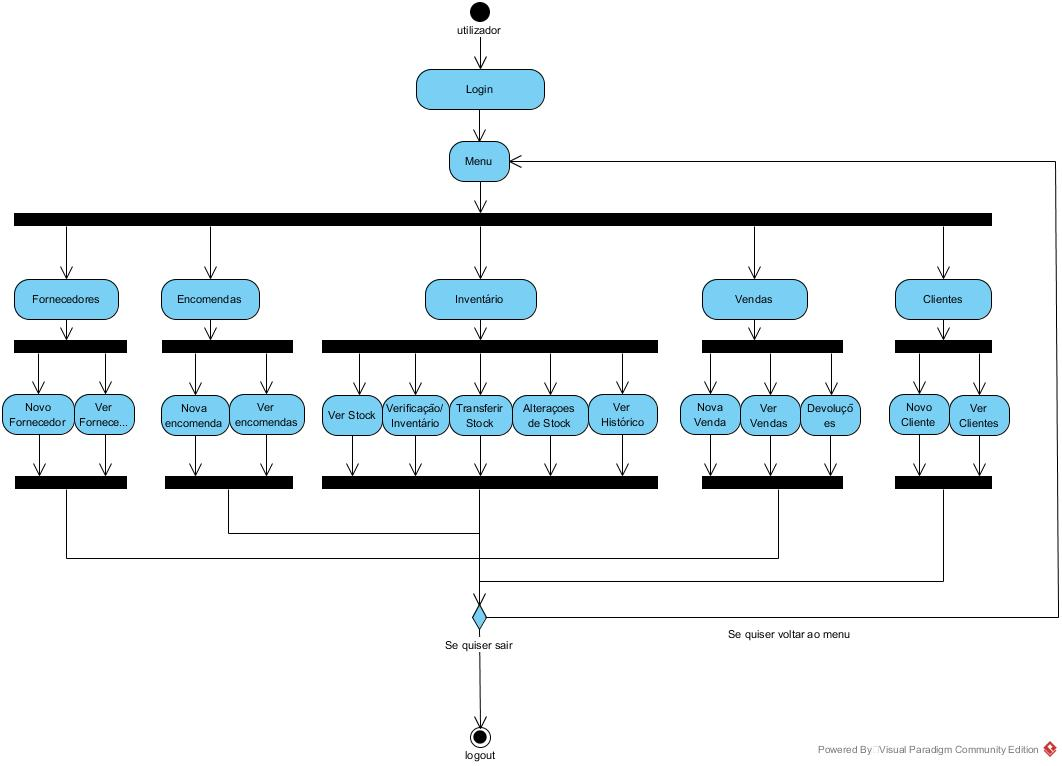 utilizador
Login
Menu
Fornecedores
Encomendas
Inventário
Vendas
Clientes
Novo
Fornecedor
Ver
Fornece...
Nova
encomenda
Ver
encomendas
Ver Stock
Verificação/
Inventário
Transferir
Stock
Alteraçoes
de Stock
Ver
Histórico
Nova
Venda
Ver
Vendas
Devoluçõ
es
Novo
Cliente
Ver
Clientes
Se quiser voltar ao menu
Se quiser sair
logout
Powered By Visual Paradigm Community Edition